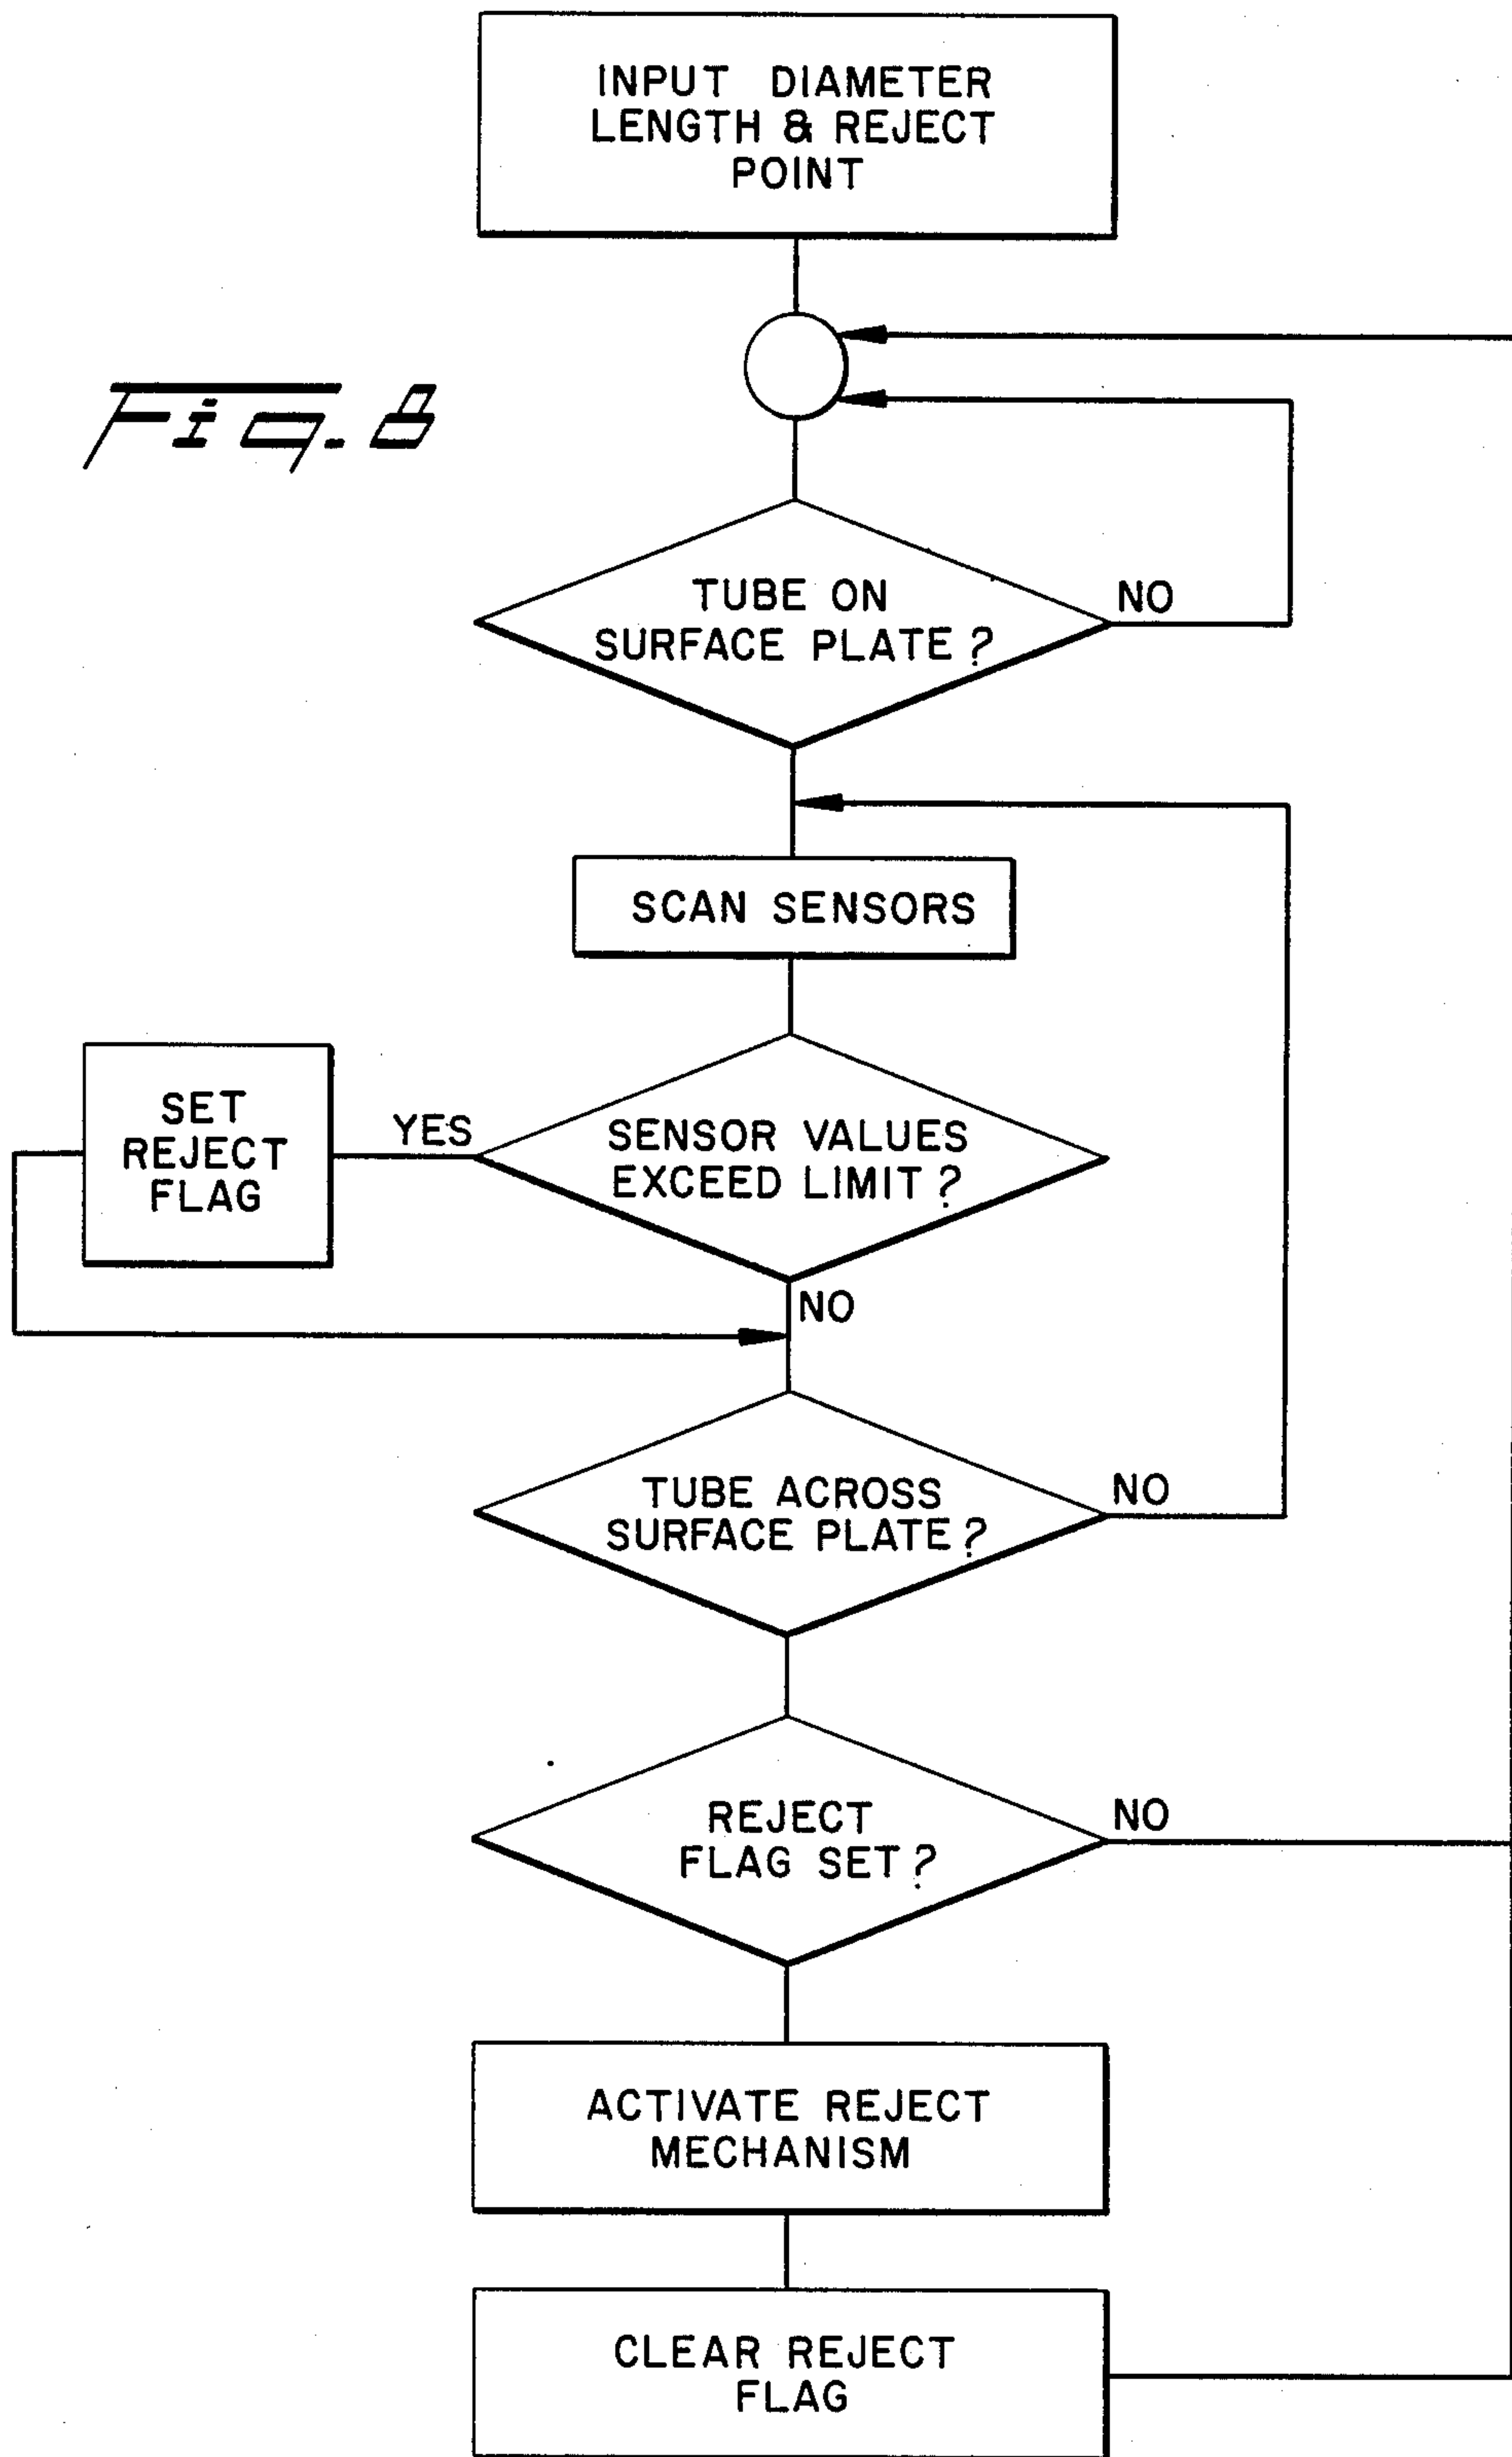 INPUT DIAMETER
LENGTH & REJECT
POINT
Fig. 8
TUBE ON
SURFACE PLATE?
NO
SCAN SENSORS
SET
REJECT
FLAG
YES
SENSOR VALUES
EXCEED LIMIT?
NO
TUBE ACROSS
SURFACE PLATE?
NO
REJECT
FLAG SET?
NO
ACTIVATE REJECT
MECHANISM
CLEAR REJECT
FLAG